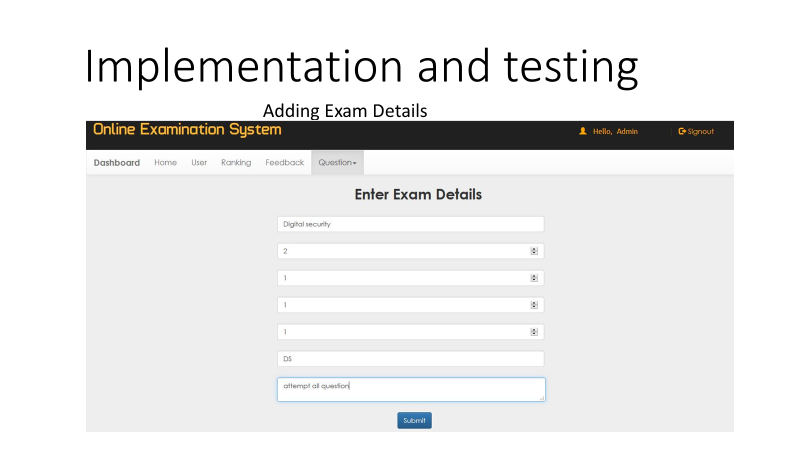 Implementation and testing
Adding Exam Details
Online Examination System
Hello, Admin
Signout
Dashboard Home User Ranking Feedback Question
Enter Exam Details
Digital security
2
1
1
1
DS
attempt all question
Submit